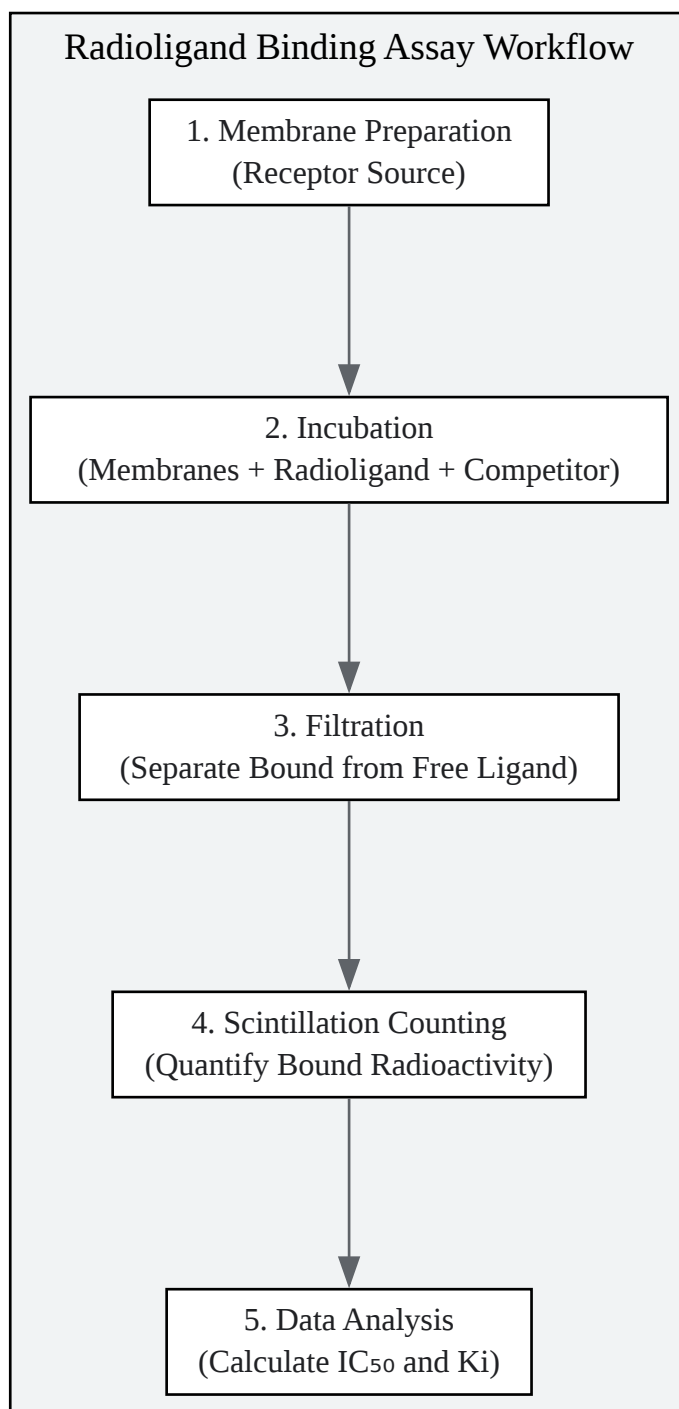 Radioligand Binding Assay Workflow
1. Membrane Preparation
(Receptor Source)
2. Incubation
(Membranes + Radioligand + Competitor)
3. Filtration
(Separate Bound from Free Ligand)
4. Scintillation Counting
(Quantify Bound Radioactivity)
5. Data Analysis
(Calculate IC₅₀ and Ki)